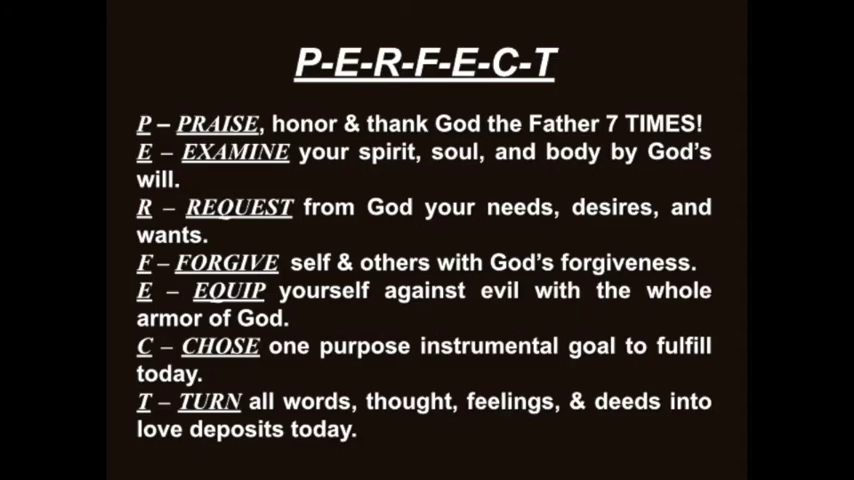 P-E-R-F-E-C-T
P – PRAISE, honor & thank God the Father 7 TIMES!
E – EXAMINE your spirit, soul, and body by God's
will.
R – REQUEST from God your needs, desires, and
wants.
F – FORGIVE self & others with God's forgiveness.
E – EQUIP yourself against evil with the whole
armor of God.
C – CHOSE one purpose instrumental goal to fulfill
today.
T – TURN all words, thought, feelings, & deeds into
love deposits today.